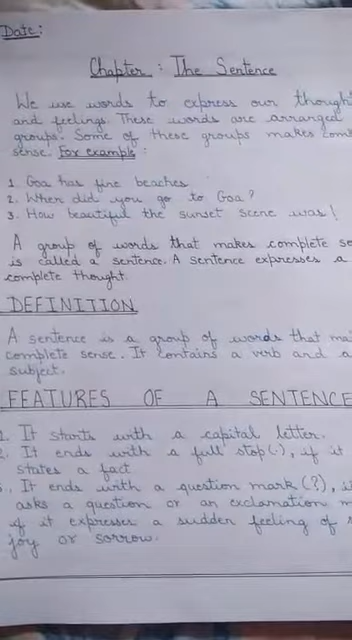 Date:
Chapter : The Sentence
We use words to express our thought
and feelings. These words are arranged
groups. Some of these groups makes com
sense. For example :
1. Goa has fine beaches
2. When did you go to Goa?
3. How beautiful the sunset scene was!
A group of words that makes complete se
is called a sentence. A sentence expresses a
complete thought.
DEFINITION
A sentence is a group of words that ma
complete sense. It contains a verb and a
subject.
FEATURES OF A SENTENCE
1. It starts with a capital letter.
2. It ends with a full stop(.), if it
states a fact
3. It ends with a question mark (?), i
asks a question or an exclamation m
if it expresses a sudden feeling of
joy or sorrow.